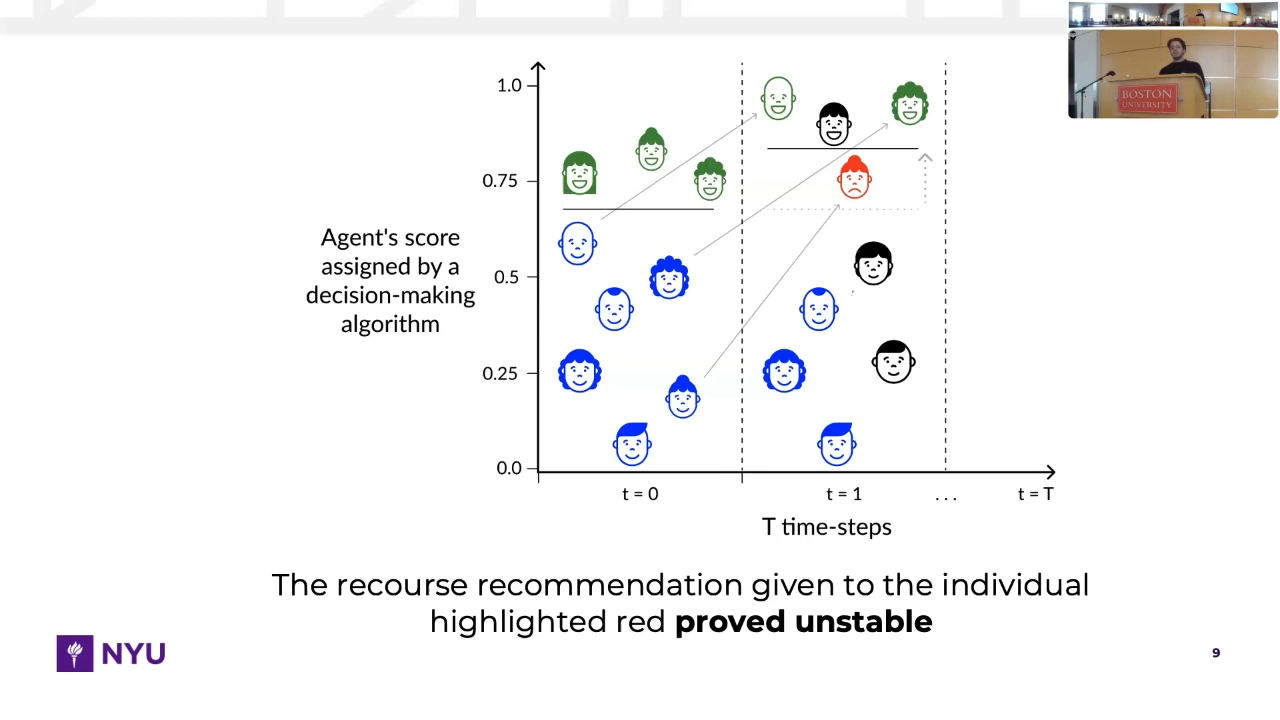 1.0
0.75
0.5
0.25
0.0
Agent's score
assigned by a
decision-making
algorithm
t = 0
t = 1
...
t = T
T time-steps
The recourse recommendation given to the individual
highlighted red proved unstable
NYU
9
BOSTON
UNIVERSITY